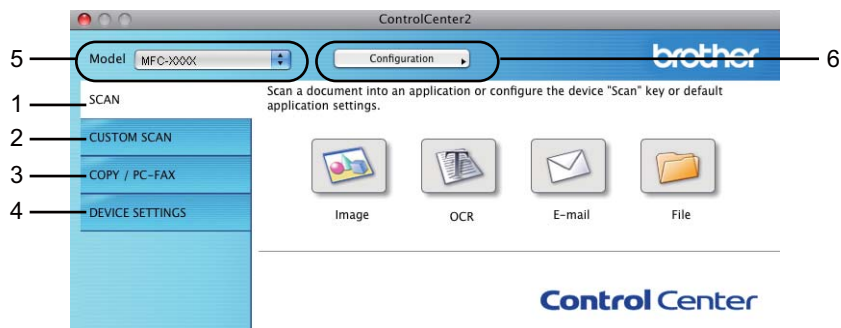 ControlCenter2
5
Model MFC-XXXX
Configuration
brother
6
1
SCAN
Scan a document into an application or configure the device "Scan" key or default
application settings.
2
CUSTOM SCAN
3
COPY / PC-FAX
4
DEVICE SETTINGS
Image
OCR
E-mail
File
Control Center